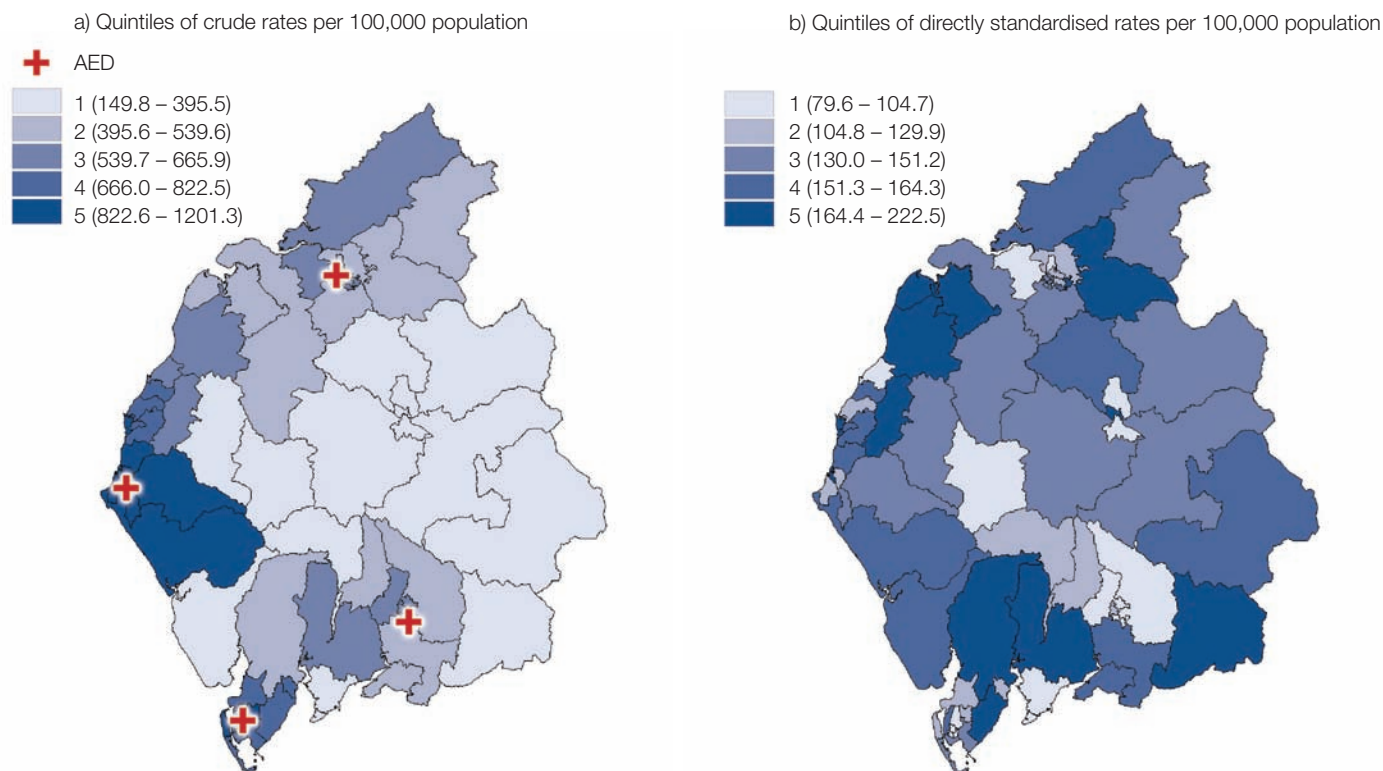 a) Quintiles of crude rates per 100,000 population
AED
1 (149.8 – 395.5)
2 (395.6 – 539.6)
3 (539.7 – 665.9)
4 (666.0 – 822.5)
5 (822.6 – 1201.3)
b) Quintiles of directly standardised rates per 100,000 population
1 (79.6 – 104.7)
2 (104.8 – 129.9)
3 (130.0 – 151.2)
4 (151.3 – 164.3)
5 (164.4 – 222.5)